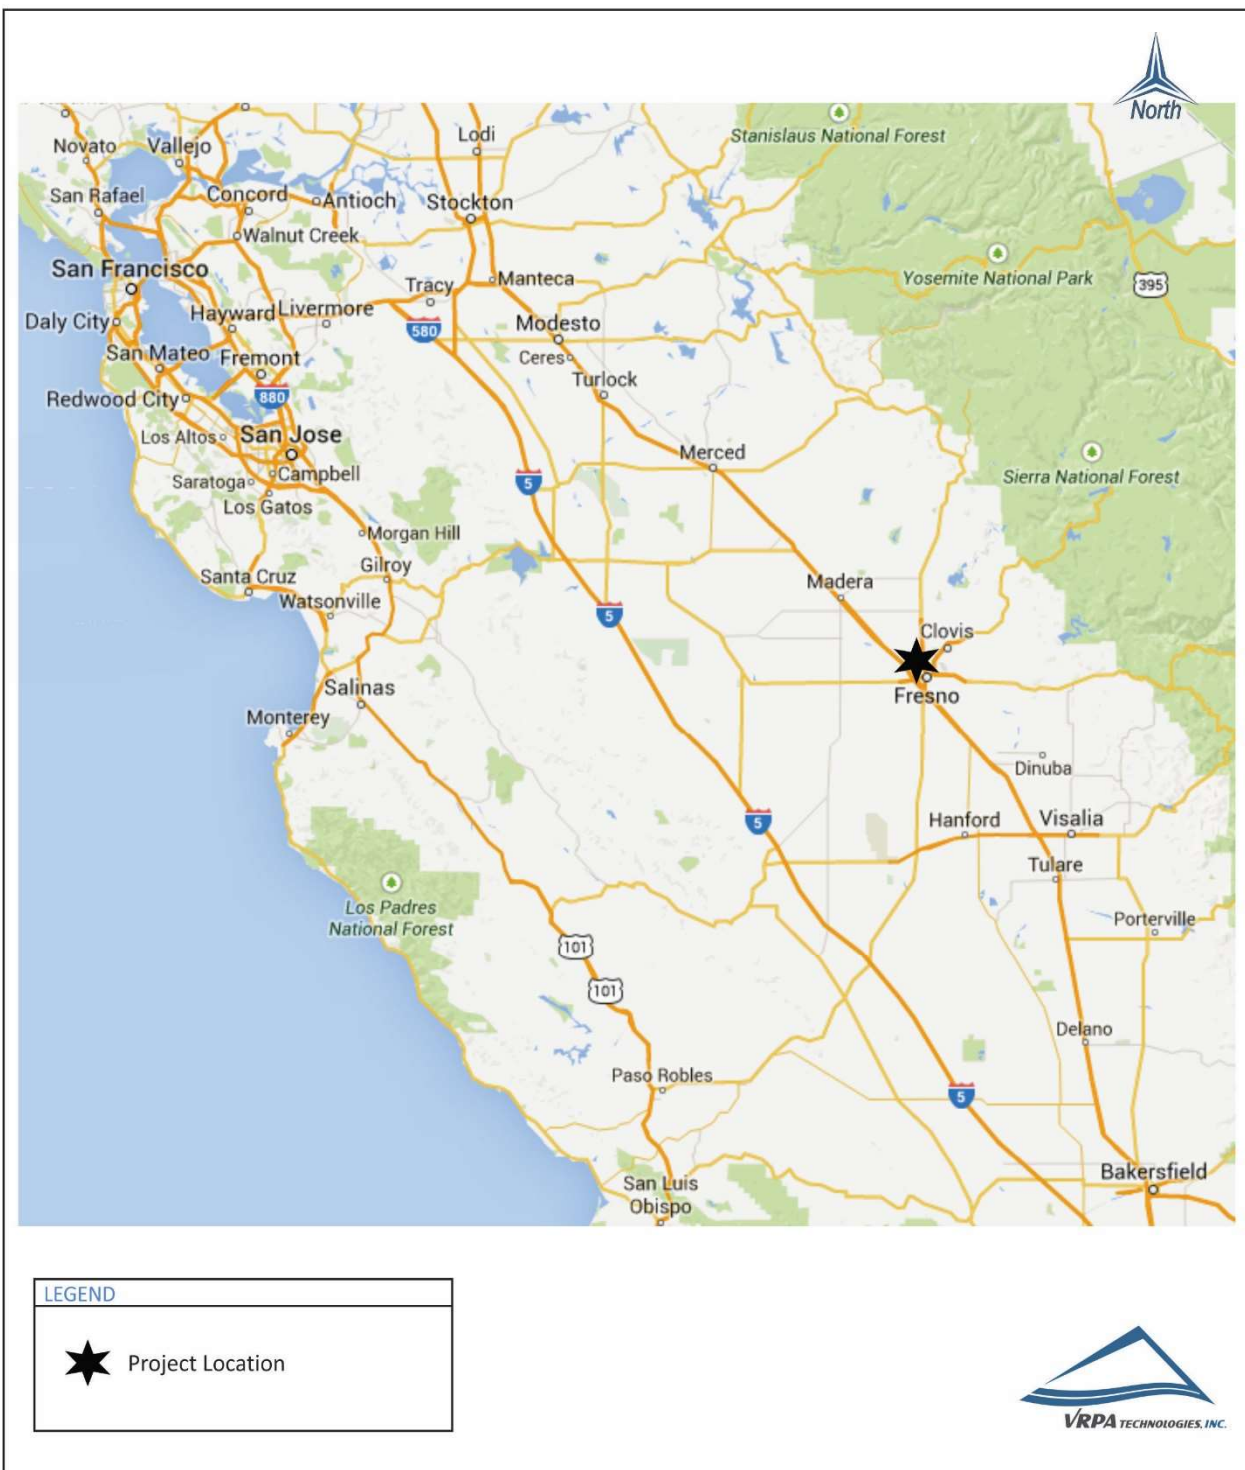 North
Stanislaus National Forest
Lodi
Novato
Vallejo
San Rafael
Concord
Antioch
Stockton
Walnut Creek
San Francisco
Yosemite National Park
395
Tracy
Manteca
Hayward
Livermore
Daly City
580
Modesto
San Mateo
Fremont
Ceres
Turlock
Redwood City
880
Los Altos
San Jose
Merced
Campbell
Saratoga
5
Sierra National Forest
Los Gatos
Morgan Hill
Gilroy
Santa Cruz
Madera
Watsonville
5
Clovis
Salinas
Fresno
Monterey
Dinuba
5
Hanford
Visalia
Tulare
Los Padres
National Forest
Porterville
101
101
Delano
Paso Robles
5
Bakersfield
San Luis
Obispo
LEGEND
Project Location
VRPA TECHNOLOGIES, INC.